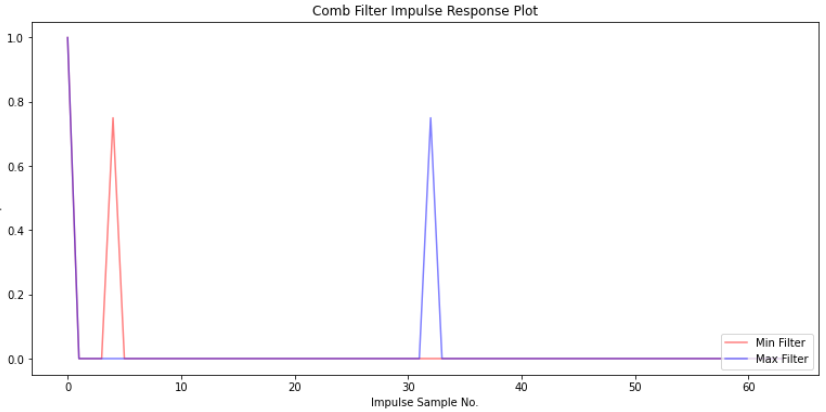 Comb Filter Impulse Response Plot
1.0
0.8
0.6
0.4
0.2
0.0
0 10 20 30 40 50 60
Impulse Sample No.
Min Filter
Max Filter